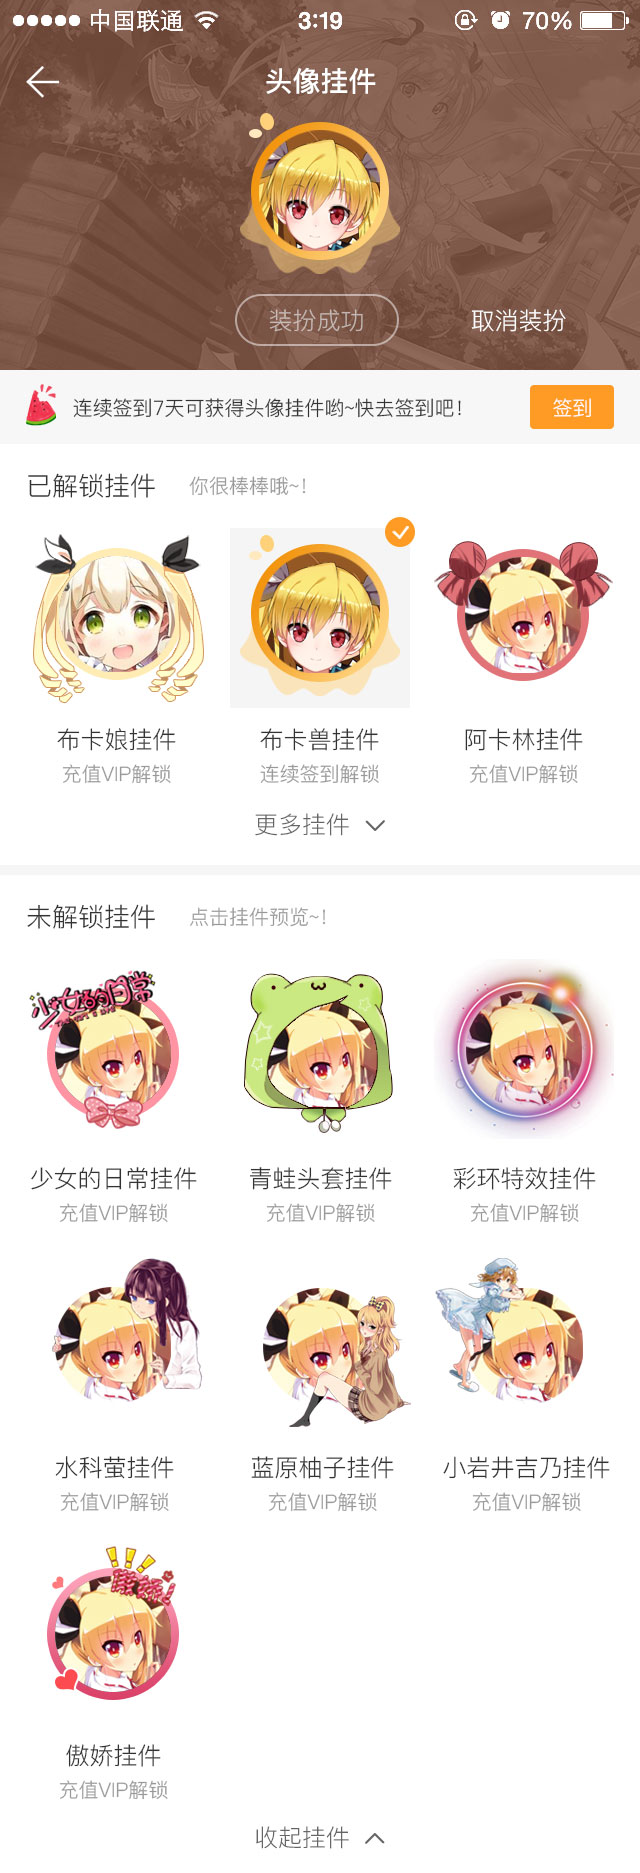 中国联通 3:19 70%
头像挂件
装扮成功 取消装扮
连续签到7天可获得头像挂件哟~快去签到吧! 签到
已解锁挂件 你很棒棒哦~!
布卡娘挂件 布卡兽挂件 阿卡林挂件
充值VIP解锁 连续签到解锁 充值VIP解锁
更多挂件
未解锁挂件 点击挂件预览~!
少女的日常
少女的日常挂件 青蛙头套挂件 彩环特效挂件
充值VIP解锁 充值VIP解锁 充值VIP解锁
水科萤挂件 蓝原柚子挂件 小岩井吉乃挂件
充值VIP解锁 充值VIP解锁 充值VIP解锁
傲娇挂件
充值VIP解锁
收起挂件